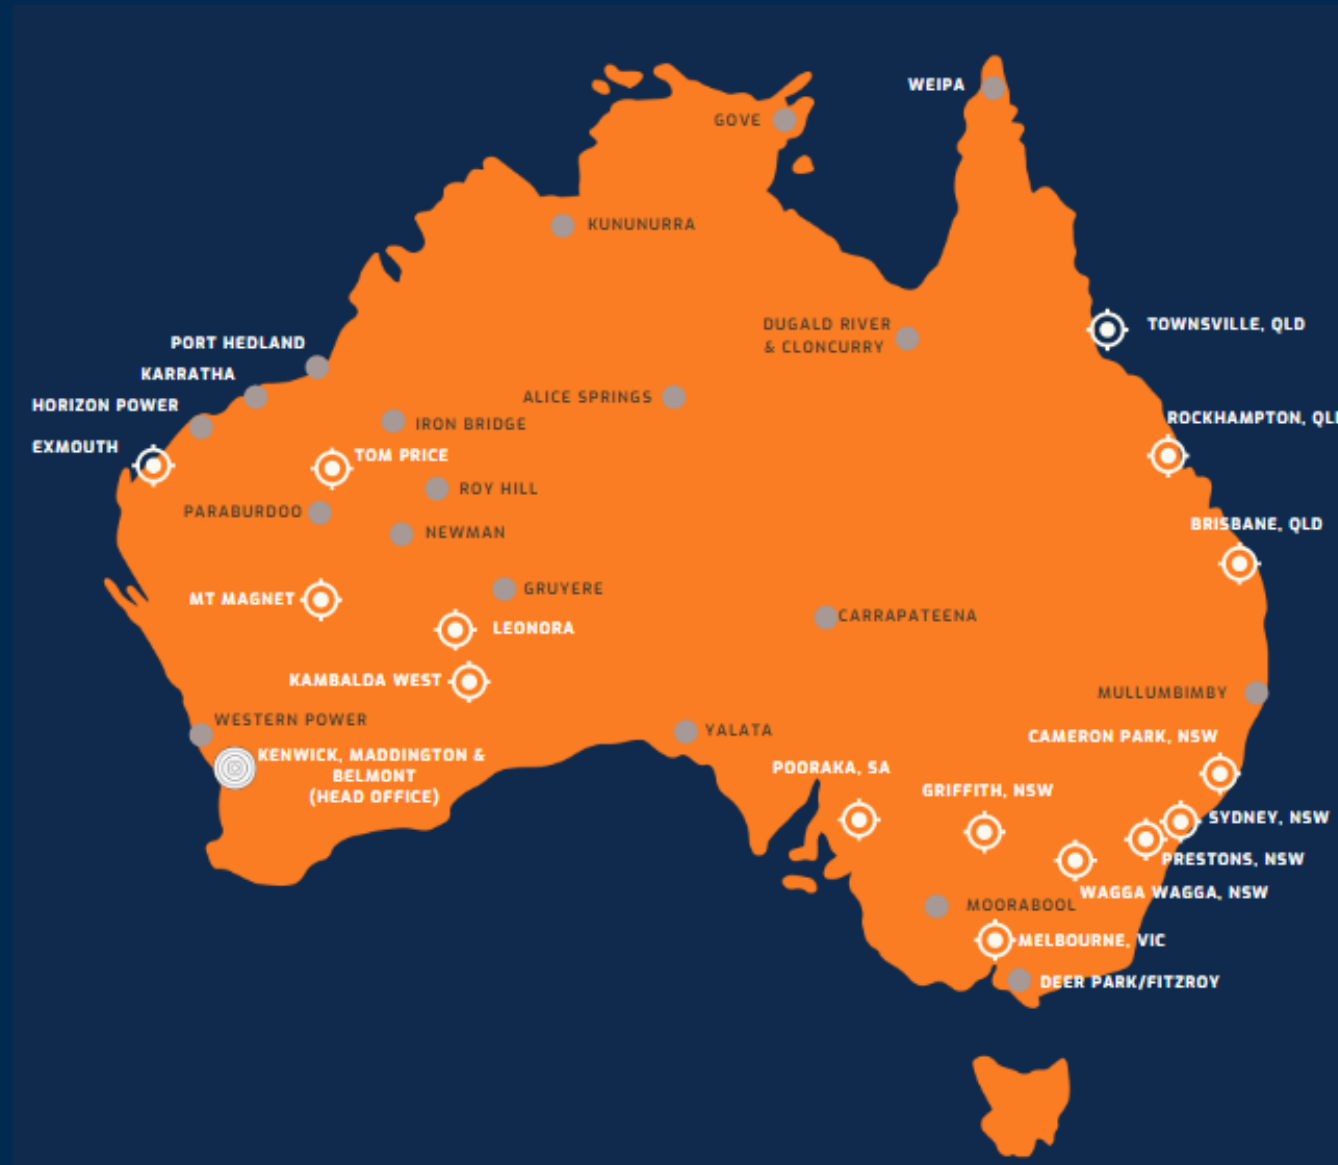 WEIPA
GOVE
KUNUNURRA
DUGALD RIVER
& CLONCURRY
TOWNSVILLE, QLD
PORT HEDLAND
KARRATHA
HORIZON POWER
EXMOUTH
ALICE SPRINGS
IRON BRIDGE
TOM PRICE
ROCKHAMPTON, QL
ROY HILL
PARABURDOO
NEWMAN
BRISBANE, QLD
MT MAGNET
GRUYERE
LEONORA
CARRAPATEENA
KAMBALDA WEST
MULLUMBIMBY
WESTERN POWER
YALATA
CAMERON PARK, NSW
KENWICK, MADDINGTON &
BELMONT
(HEAD OFFICE)
POORAKA, SA
GRIFFITH, NSW
SYDNEY, NSW
PRESTONS, NSW
WAGGA WAGGA, NSW
MOORABOOL
MELBOURNE, VIC
DEER PARK/FITZROY